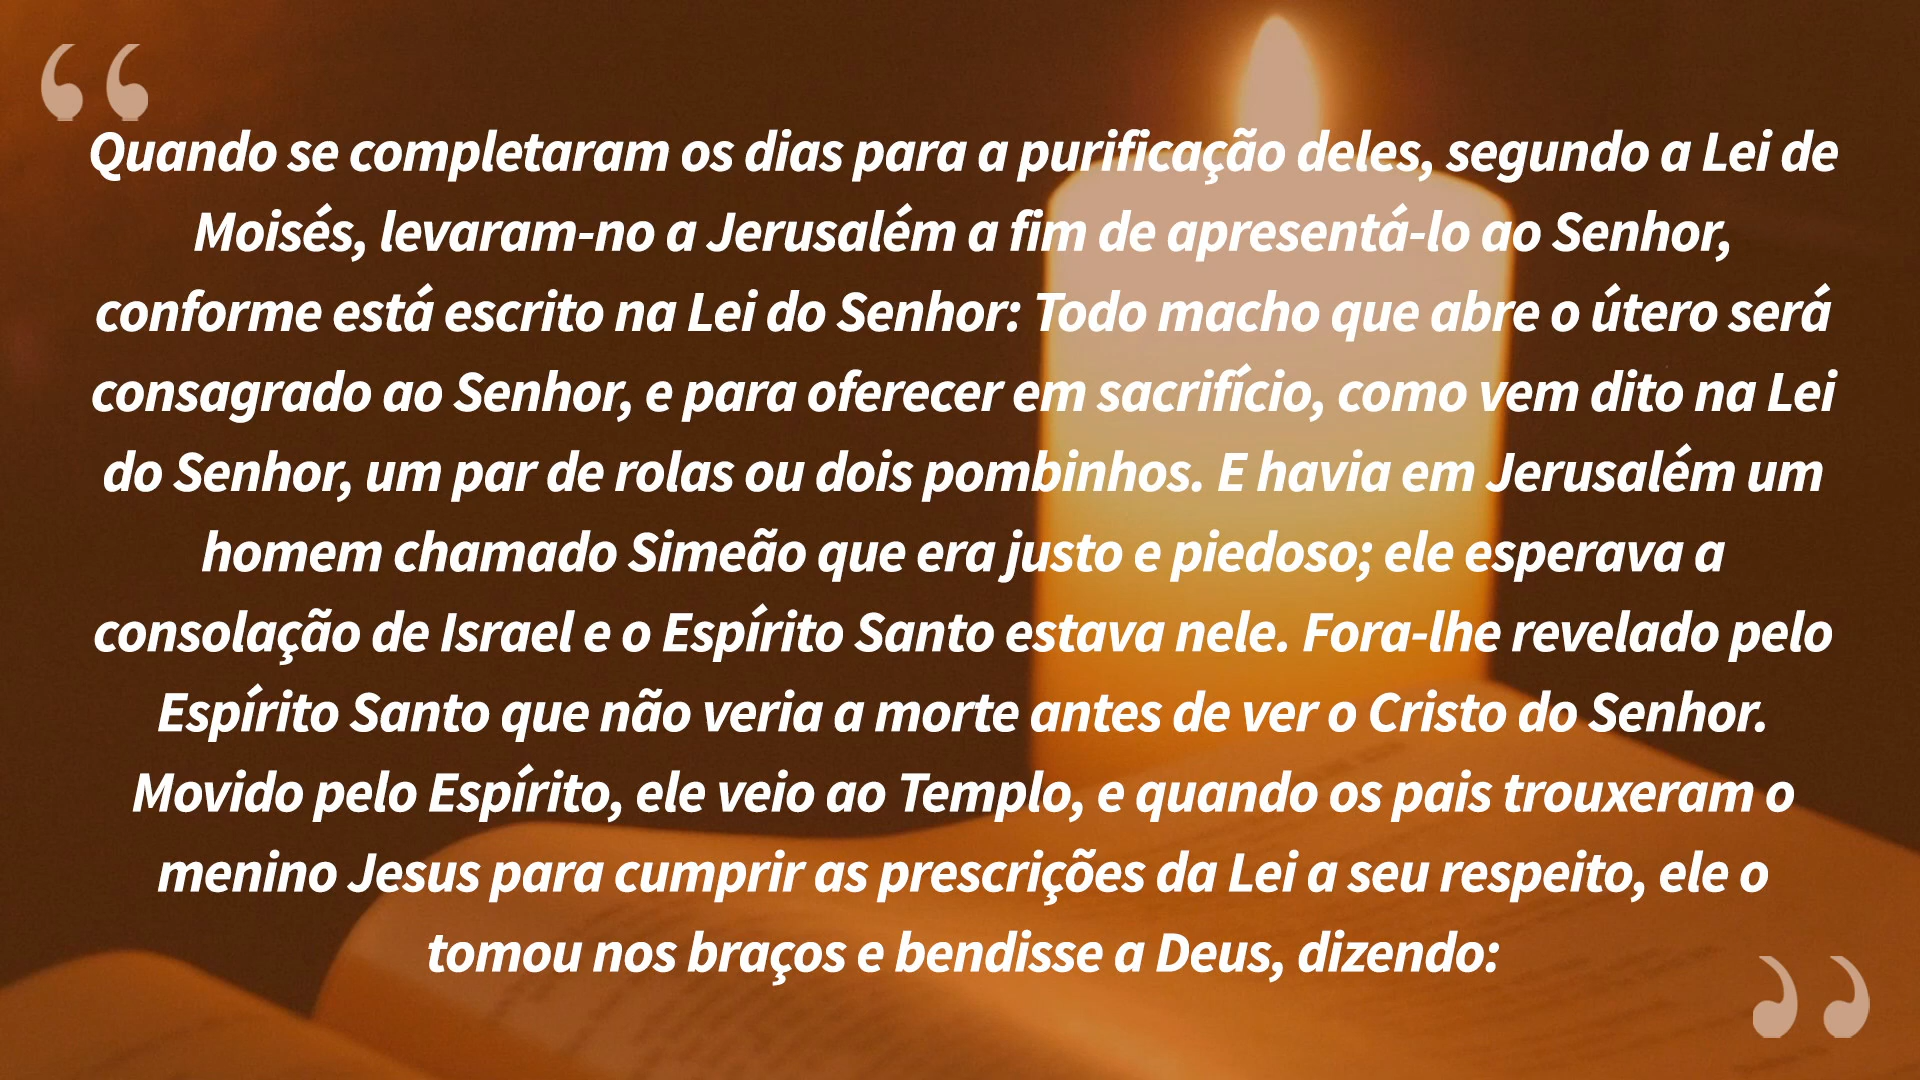 Quando se completaram os dias para a purificação deles, segundo a Lei de
Moisés, levaram-no a Jerusalém a fim de apresentá-lo ao Senhor,
conforme está escrito na Lei do Senhor: Todo macho que abre o útero será
consagrado ao Senhor, e para oferecer em sacrifício, como vem dito na Lei
do Senhor, um par de rolas ou dois pombinhos. E havia em Jerusalém um
homem chamado Simeão que era justo e piedoso; ele esperava a
consolação de Israel e o Espírito Santo estava nele. Fora-lhe revelado pelo
Espírito Santo que não veria a morte antes de ver o Cristo do Senhor.
Movido pelo Espírito, ele veio ao Templo, e quando os pais trouxeram o
menino Jesus para cumprir as prescrições da Lei a seu respeito, ele o
tomou nos braços e bendisse a Deus, dizendo: